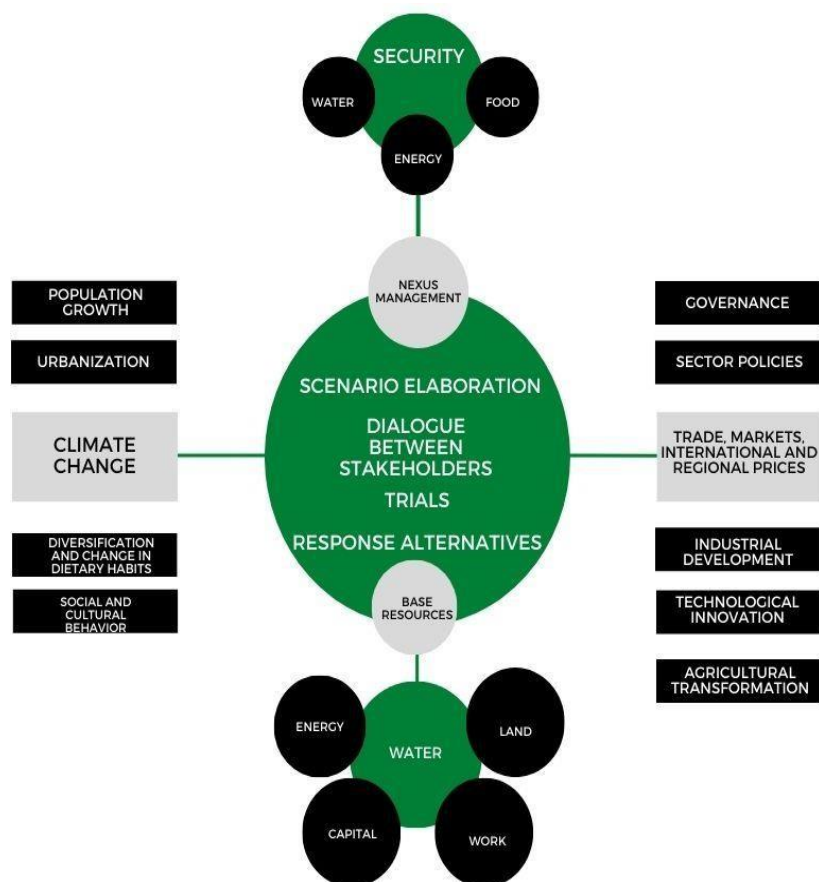 SECURITY
WATER
FOOD
ENERGY
NEXUS
MANAGEMENT
POPULATION
GROWTH
URBANIZATION
CLIMATE
CHANGE
DIVERSIFICATION
AND CHANGE IN
DIETARY HABITS
SOCIAL AND
CULTURAL
BEHAVIOR
SCENARIO ELABORATION
DIALOGUE
BETWEEN
STAKEHOLDERS
TRIALS
RESPONSE ALTERNATIVES
BASE
RESOURCES
GOVERNANCE
SECTOR POLICIES
TRADE, MARKETS,
INTERNATIONAL AND
REGIONAL PRICES
INDUSTRIAL
DEVELOPMENT
TECHNOLOGICAL
INNOVATION
AGRICULTURAL
TRANSFORMATION
ENERGY
LAND
WATER
CAPITAL
WORK